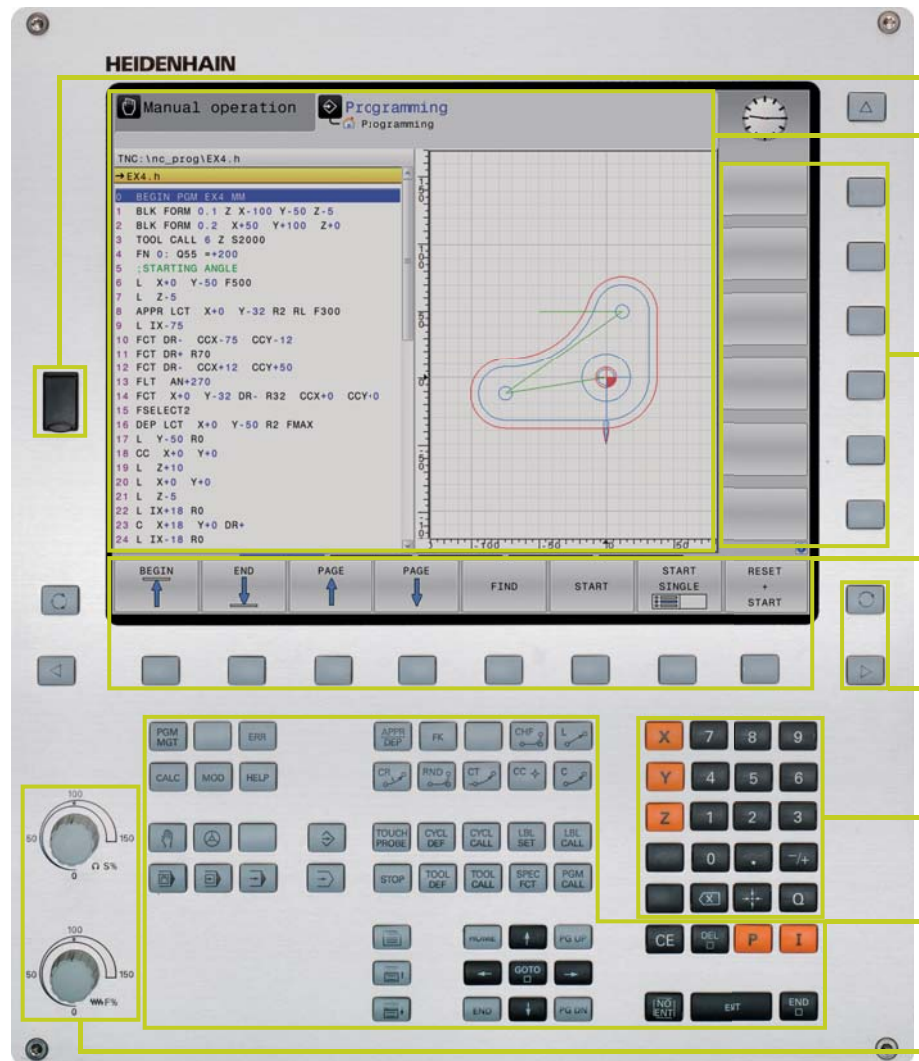 HEIDENHAIN
Manual operation
Programming
Programming
TNC:\nc_prog\EX4.h
→EX4.h
0 BEGIN PGM EX4 MM
1 BLK FORM 0.1 Z X-100 Y-50 Z-5
2 BLK FORM 0.2 X+50 Y+100 Z+0
3 TOOL CALL 6 Z S2000
4 FN 0: Q55 =+200
5 ;STARTING ANGLE
6 L X+0 Y-50 F500
7 L Z-5
8 APPR LCT X+0 Y-32 R2 RL F300
9 L IX-75
10 FCT DR- CCX-75 CCY-12
11 FCT DR+ R70
12 FCT DR- CCX+12 CCY+50
13 FLT AN+270
14 FCT X+0 Y-32 DR- R32 CCX+0 CCY+0
15 FSELECT2
16 DEP LCT X+0 Y-50 R2 FMAX
17 L Y-50 R0
18 CC X+0 Y+0
19 L Z+10
20 L X+0 Y+0
21 L Z-5
22 L IX+18 R0
23 C X+18 Y+0 DR+
24 L IX-18 R0
150
100
50
0
-50
-100
-50
0
50
BEGIN
END
PAGE
PAGE
FIND
START
START SINGLE
RESET + START
PGM MGT
ERR
APPR DEP
FK
CHF
L
X
7
8
9
CALC
MOD
HELP
CR
RND
CT
CC
C
Y
4
5
6
Z
1
2
3
100
50
150
0
S%
TOUCH PROBE
CYCL DEF
CYCL CALL
LBL SET
LBL CALL
0
.
-/+
STOP
TOOL DEF
TOOL CALL
SPEC FCT
PGM CALL
X
Q
100
50
150
0
F%
HOME
PG UP
CE
DEL
P
I
GOTO
END
PG DN
NO ENT
ENT
END